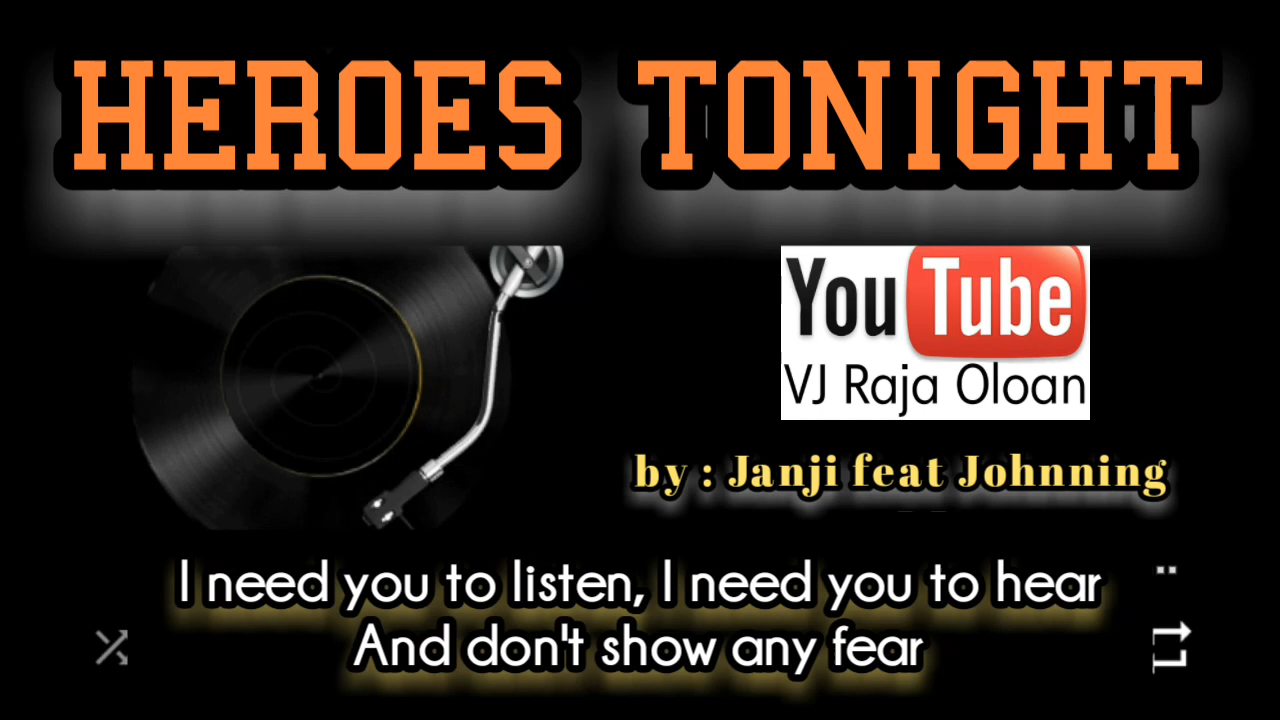 HEROES TONIGHT
YouTube
VJ Raja Oloan
by : Janji feat Johnning
I need you to listen, I need you to hear
And don't show any fear